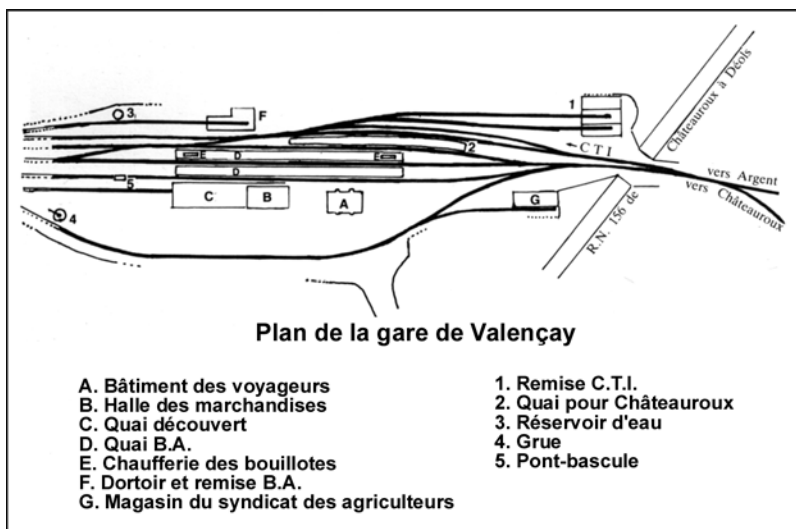 3
F
1
E
D
E
2
CTI
D
5
C
B
A
G
4
Châteauroux à Déols
vers Argent
vers Châteauroux
R.N. 156 de
Plan de la gare de Valençay
A. Bâtiment des voyageurs
B. Halle des marchandises
C. Quai découvert
D. Quai B.A.
E. Chaufferie des bouillotes
F. Dortoir et remise B.A.
G. Magasin du syndicat des agriculteurs
1. Remise C.T.I.
2. Quai pour Châteauroux
3. Réservoir d'eau
4. Grue
5. Pont-bascule